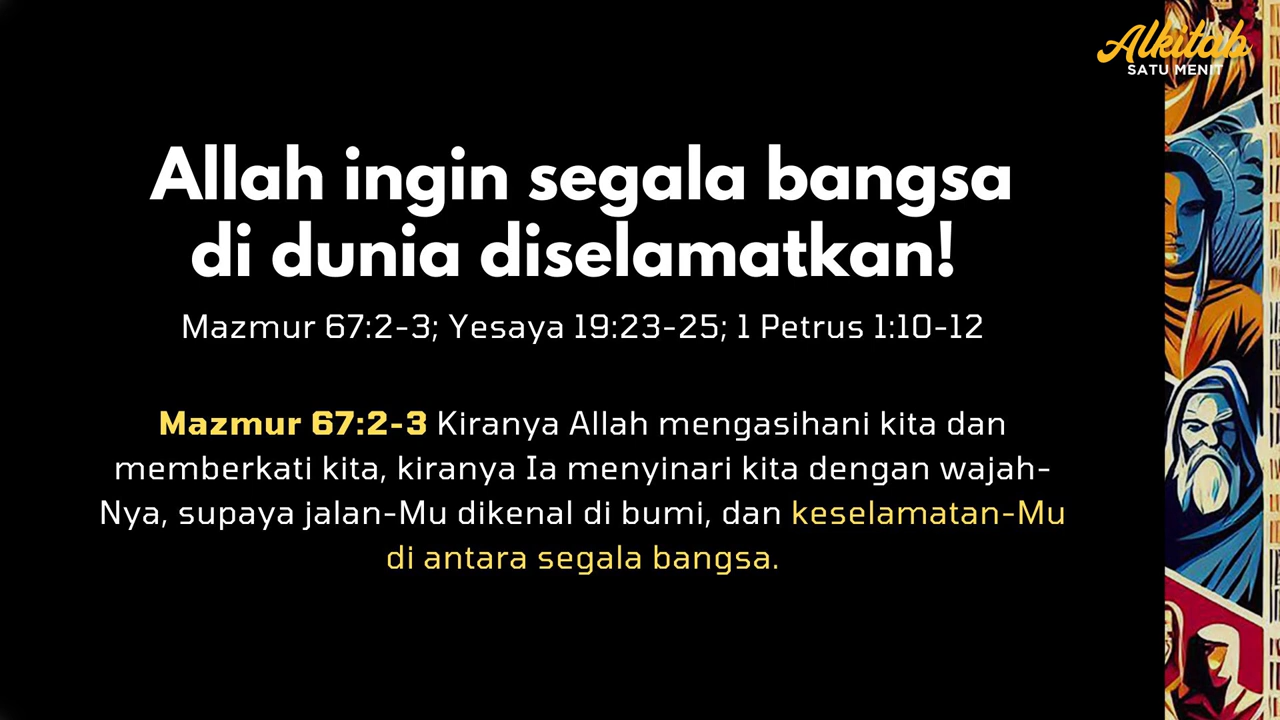 Alkitab
SATU MENIT
Allah ingin segala bangsa
di dunia diselamatkan!
Mazmur 67:2-3; Yesaya 19:23-25; 1 Petrus 1:10-12
Mazmur 67:2-3 Kiranya Allah mengasihani kita dan
memberkati kita, kiranya Ia menyinari kita dengan wajah-
Nya, supaya jalan-Mu dikenal di bumi, dan keselamatan-Mu
di antara segala bangsa.